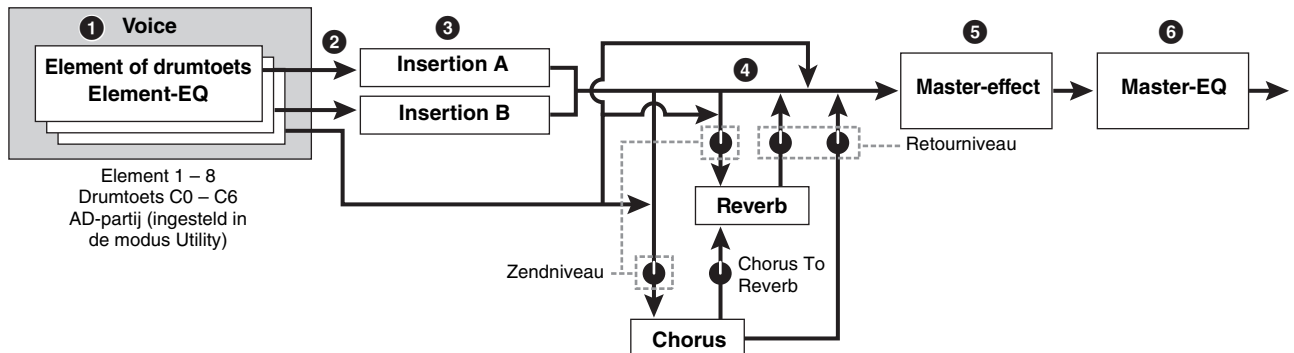 1
Voice
Element of drumtoets
Element-EQ
Element 1 – 8
Drumtoets C0 – C6
AD-partij (ingesteld in
de modus Utility)
2
3
Insertion A
Insertion B
4
5
Master-effect
6
Master-EQ
Retourniveau
Reverb
Zendniveau
Chorus To
Reverb
Chorus